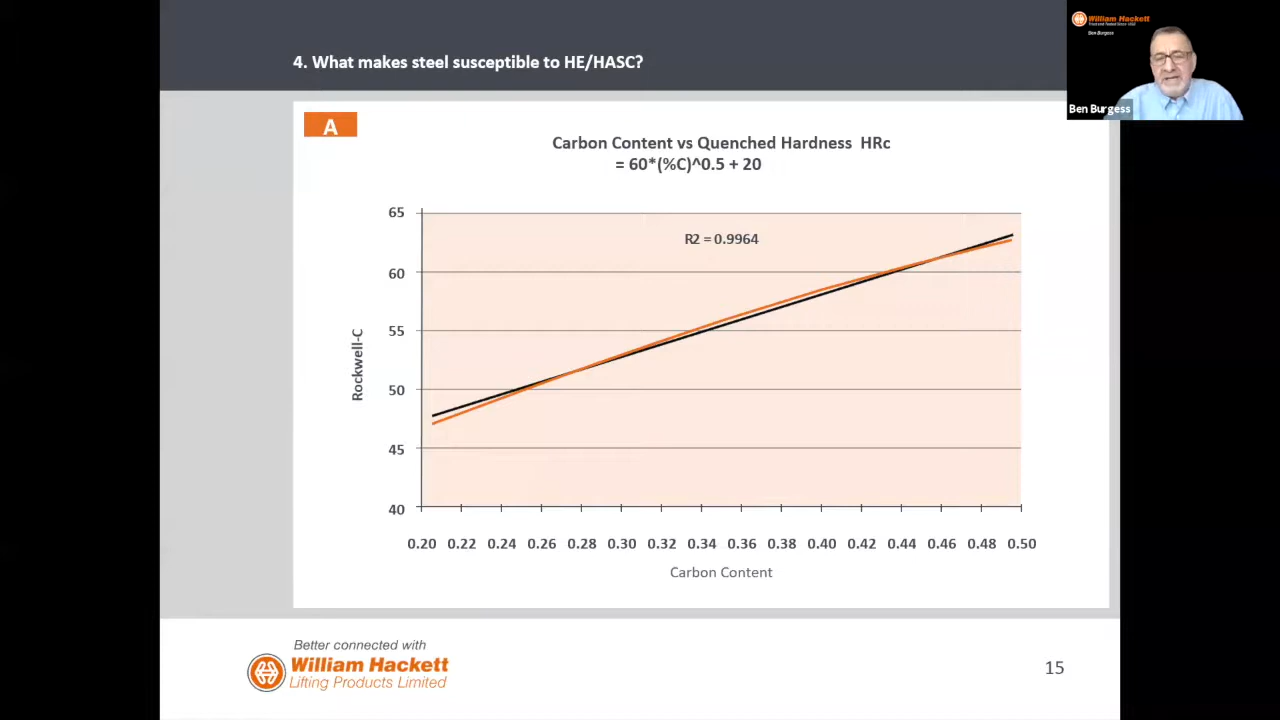 4. What makes steel susceptible to HE/HASC?
William Hackett
Ben Burgess
Ben Burgess
A
Carbon Content vs Quenched Hardness HRc
= 60*(%C)^0.5 + 20
R2 = 0.9964
Rockwell-C
65
60
55
50
45
40
0.20 0.22 0.24 0.26 0.28 0.30 0.32 0.34 0.36 0.38 0.40 0.42 0.44 0.46 0.48 0.50
Carbon Content
Better connected with
William Hackett
Lifting Products Limited
15